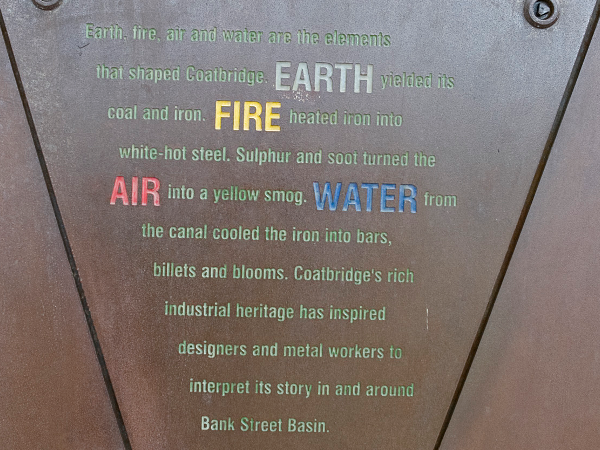 Earth, fire, air and water are the elements
that shaped Coatbridge. EARTH yielded its
coal and iron. FIRE heated iron into
white-hot steel. Sulphur and soot turned the
AIR into a yellow smog. WATER from
the canal cooled the iron into bars,
billets and blooms. Coatbridge's rich
industrial heritage has inspired
designers and metal workers to
interpret its story in and around
Bank Street Basin.